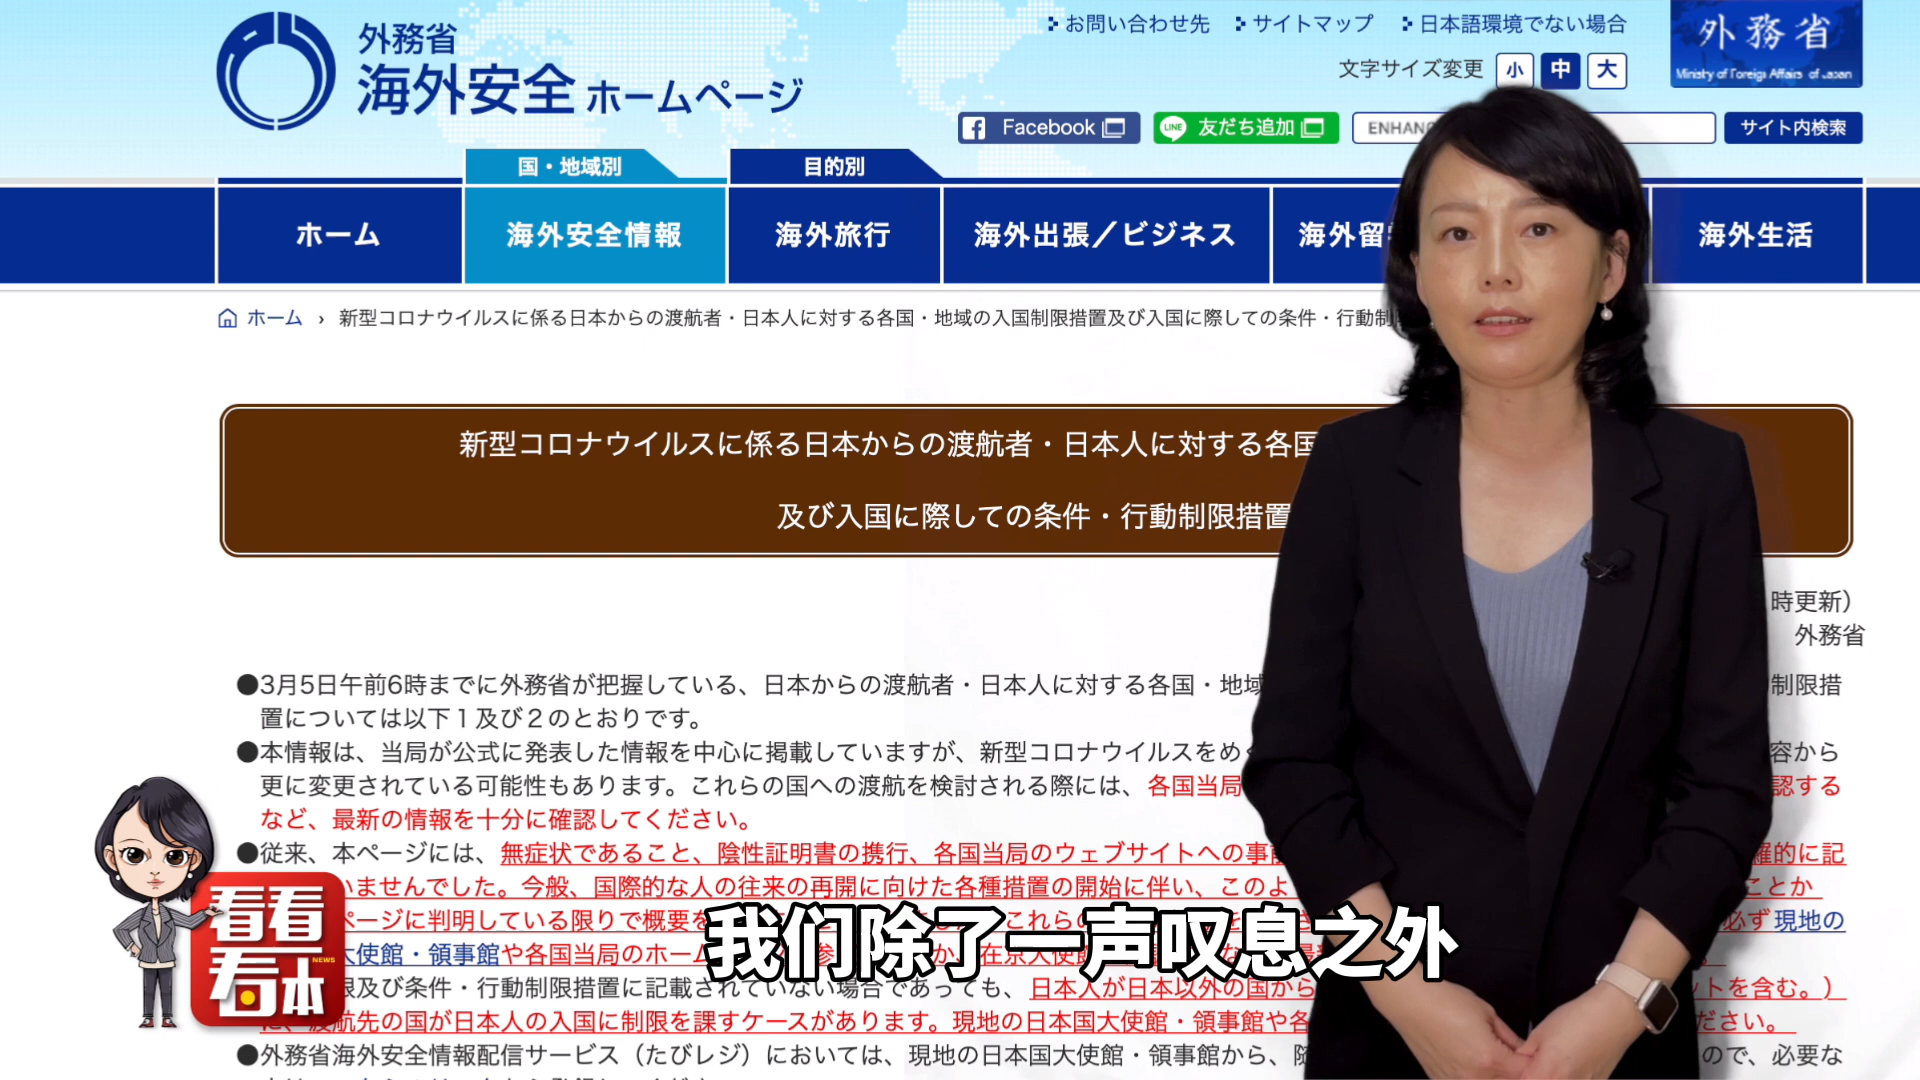 外務省
海外安全ホームページ
お問い合わせ先 サイトマップ 日本語環境でない場合
文字サイズ変更 小 中 大
外務省
Ministry of Foreign Affairs of Japan
Facebook LINE 友だち追加 ENHANC サイト内検索
国・地域別 目的別
ホーム 海外安全情報 海外旅行 海外出張／ビジネス 海外留 海外生活
ホーム › 新型コロナウイルスに係る日本からの渡航者・日本人に対する各国・地域の入国制限措置及び入国に際しての条件・行動制
新型コロナウイルスに係る日本からの渡航者・日本人に対する各国
及び入国に際しての条件・行動制限措置
時更新）
外務省
●3月5日午前6時までに外務省が把握している、日本からの渡航者・日本人に対する各国・地域 制限措
置については以下１及び２のとおりです。
●本情報は、当局が公式に発表した情報を中心に掲載していますが、新型コロナウイルスをめぐ 容から
更に変更されている可能性もあります。これらの国への渡航を検討される際には、各国当局 認する
など、最新の情報を十分に確認してください。
●従来、本ページには、無症状であること、陰性証明書の携行、各国当局のウェブサイトへの事前 羅的に記
いませんでした。今般、国際的な人の往来の再開に向けた各種措置の開始に伴い、このよ ことか
ページに判明している限りで概要を これらの 必ず現地の
大使館・領事館や各国当局のホーム
限及び条件・行動制限措置に記載されていない場合であっても、日本人が日本以外の国から ットを含む。）
に、渡航先の国が日本人の入国に制限を課すケースがあります。現地の日本国大使館・領事館や各 ださい。
●外務省海外安全情報配信サービス（たびレジ）においては、現地の日本国大使館・領事館から、随 ので、必要な
我们除了一声叹息之外
看看
看日本
NEWS